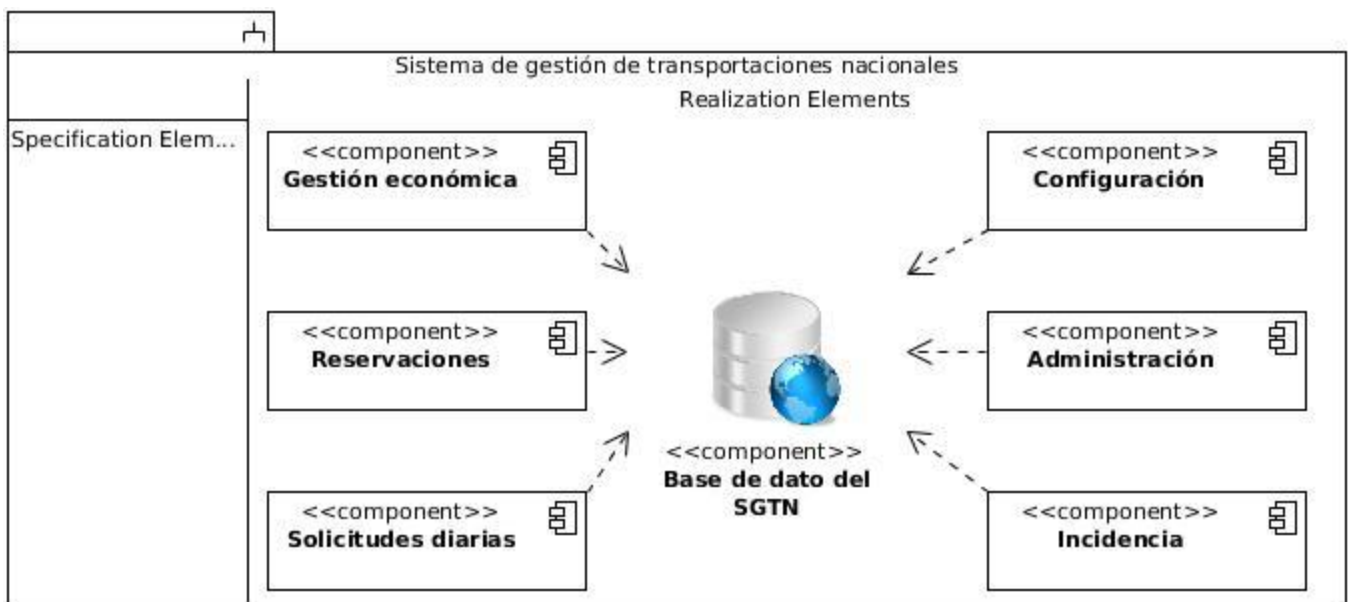 Sistema de gestión de transportaciones nacionales
Realization Elements
Specification Elem...
<<component>>
Gestión económica
<<component>>
Configuración
<<component>>
Reservaciones
<<component>>
Administración
<<component>>
Base de dato del
SGTN
<<component>>
Solicitudes diarias
<<component>>
Incidencia